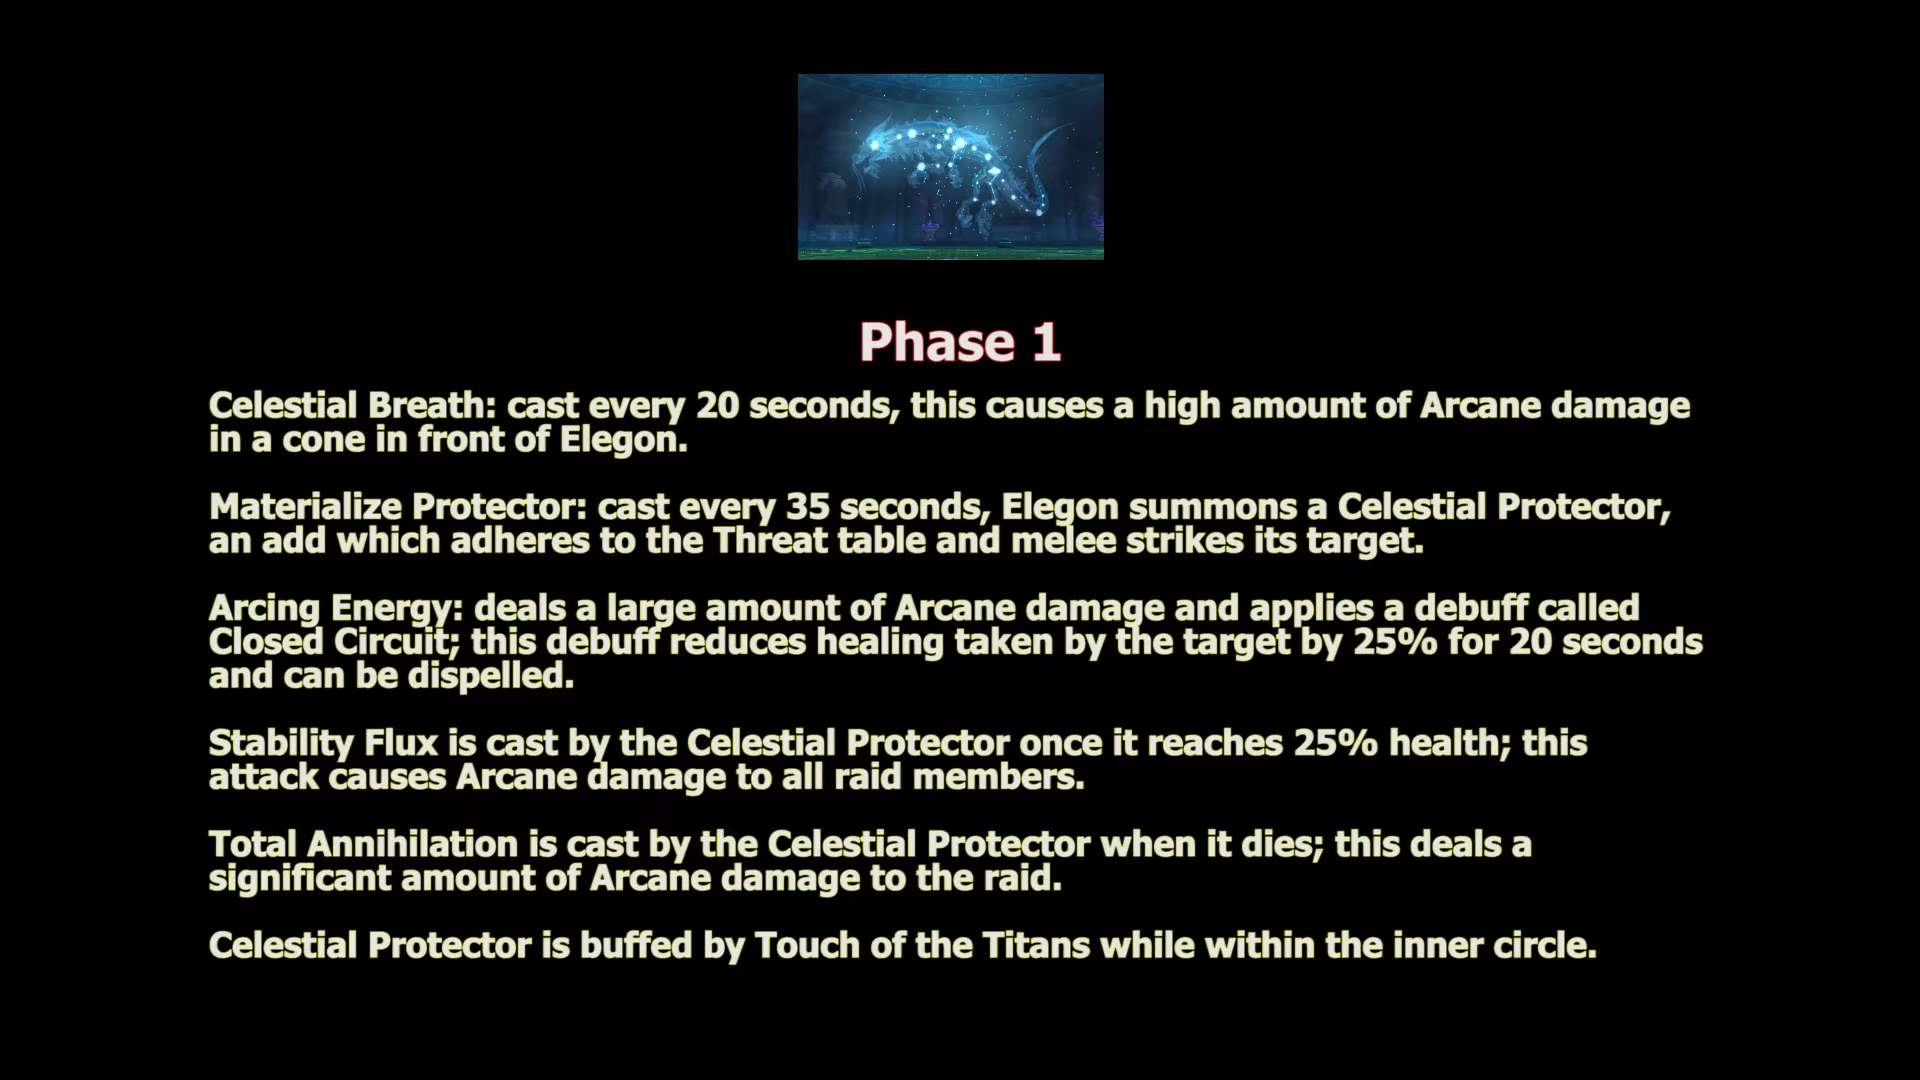 Phase 1
Celestial Breath: cast every 20 seconds, this causes a high amount of Arcane damage
in a cone in front of Elegon.
Materialize Protector: cast every 35 seconds, Elegon summons a Celestial Protector,
an add which adheres to the Threat table and melee strikes its target.
Arcing Energy: deals a large amount of Arcane damage and applies a debuff called
Closed Circuit; this debuff reduces healing taken by the target by 25% for 20 seconds
and can be dispelled.
Stability Flux is cast by the Celestial Protector once it reaches 25% health; this
attack causes Arcane damage to all raid members.
Total Annihilation is cast by the Celestial Protector when it dies; this deals a
significant amount of Arcane damage to the raid.
Celestial Protector is buffed by Touch of the Titans while within the inner circle.